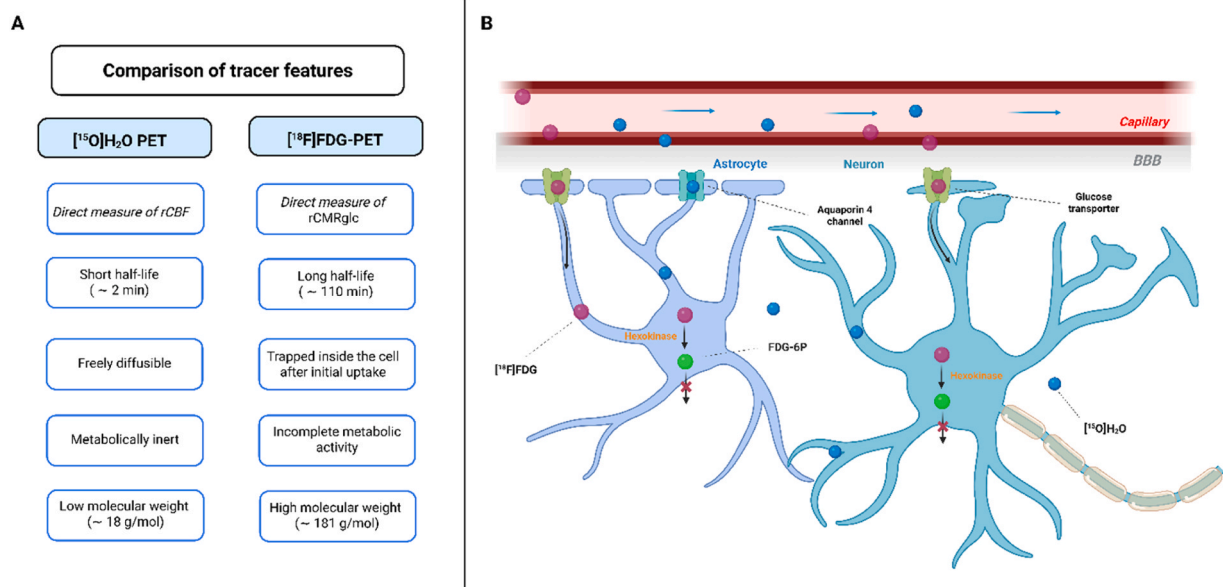 A
Comparison of tracer features
[¹⁵O]H₂O PET
[¹⁸F]FDG-PET
Direct measure of rCBF
Direct measure of
rCMRglc
Short half-life
( ~ 2 min)
Long half-life
( ~ 110 min)
Freely diffusible
Trapped inside the cell
after initial uptake
Metabolically inert
Incomplete metabolic
activity
Low molecular weight
(~ 18 g/mol)
High molecular weight
(~ 181 g/mol)
B
Capillary
BBB
Astrocyte
Neuron
Aquaporin 4
channel
Glucose
transporter
Hexokinase
FDG-6P
[¹⁸F]FDG
Hexokinase
[¹⁵O]H₂O